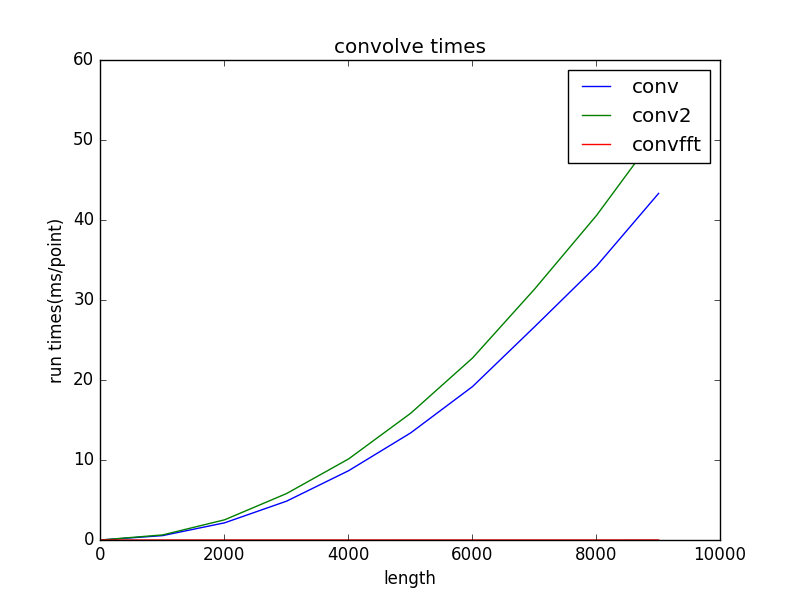 convolve times
60
50
40
30
20
10
0
run times(ms/point)
conv
conv2
convfft
0 2000 4000 6000 8000 10000
length